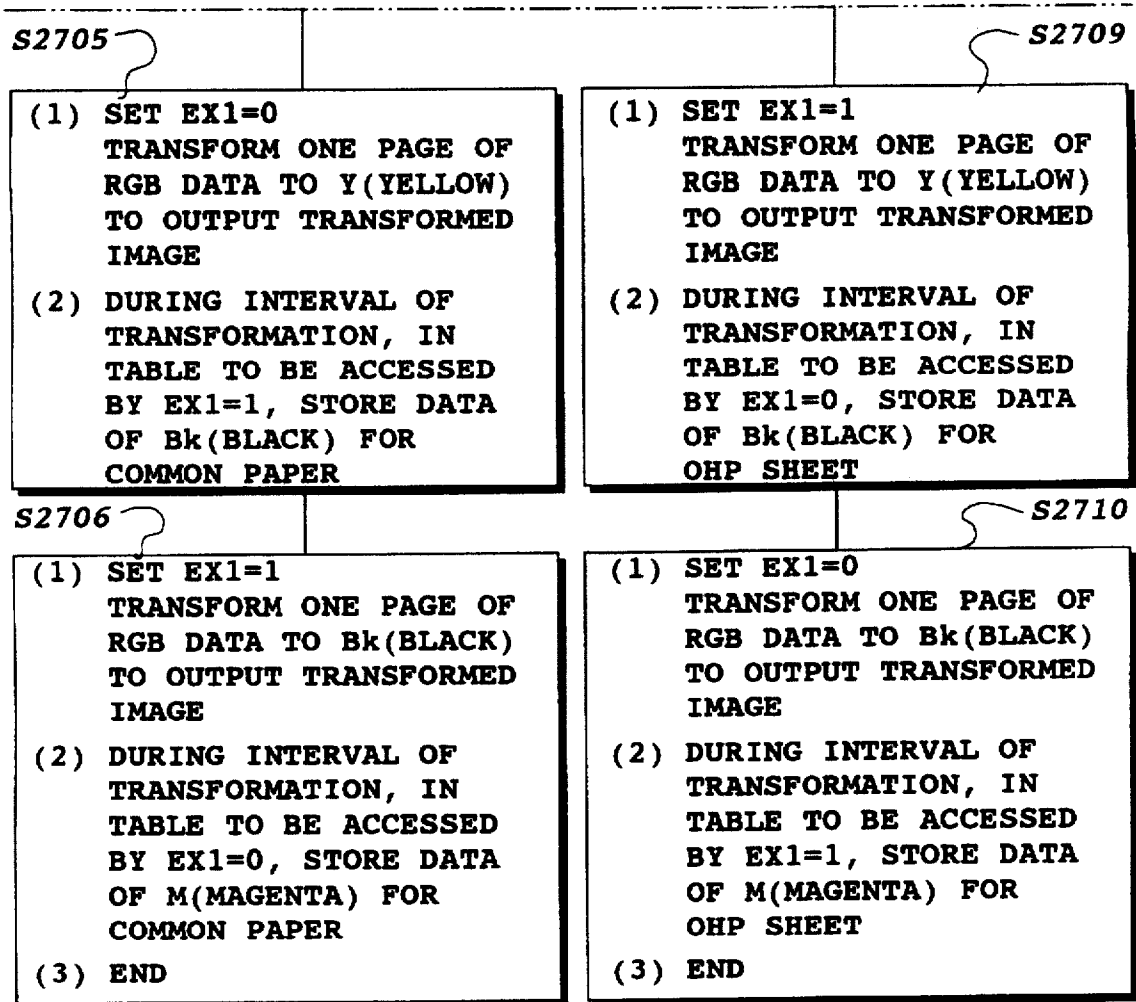 S2705
(1) SET EX1=0
TRANSFORM ONE PAGE OF
RGB DATA TO Y(YELLOW)
TO OUTPUT TRANSFORMED
IMAGE
(2) DURING INTERVAL OF
TRANSFORMATION, IN
TABLE TO BE ACCESSED
BY EX1=1, STORE DATA
OF Bk(BLACK) FOR
COMMON PAPER
S2706
(1) SET EX1=1
TRANSFORM ONE PAGE OF
RGB DATA TO Bk(BLACK)
TO OUTPUT TRANSFORMED
IMAGE
(2) DURING INTERVAL OF
TRANSFORMATION, IN
TABLE TO BE ACCESSED
BY EX1=0, STORE DATA
OF M(MAGENTA) FOR
COMMON PAPER
(3) END
S2709
(1) SET EX1=1
TRANSFORM ONE PAGE OF
RGB DATA TO Y(YELLOW)
TO OUTPUT TRANSFORMED
IMAGE
(2) DURING INTERVAL OF
TRANSFORMATION, IN
TABLE TO BE ACCESSED
BY EX1=0, STORE DATA
OF Bk(BLACK) FOR
OHP SHEET
S2710
(1) SET EX1=0
TRANSFORM ONE PAGE OF
RGB DATA TO Bk(BLACK)
TO OUTPUT TRANSFORMED
IMAGE
(2) DURING INTERVAL OF
TRANSFORMATION, IN
TABLE TO BE ACCESSED
BY EX1=1, STORE DATA
OF M(MAGENTA) FOR
OHP SHEET
(3) END